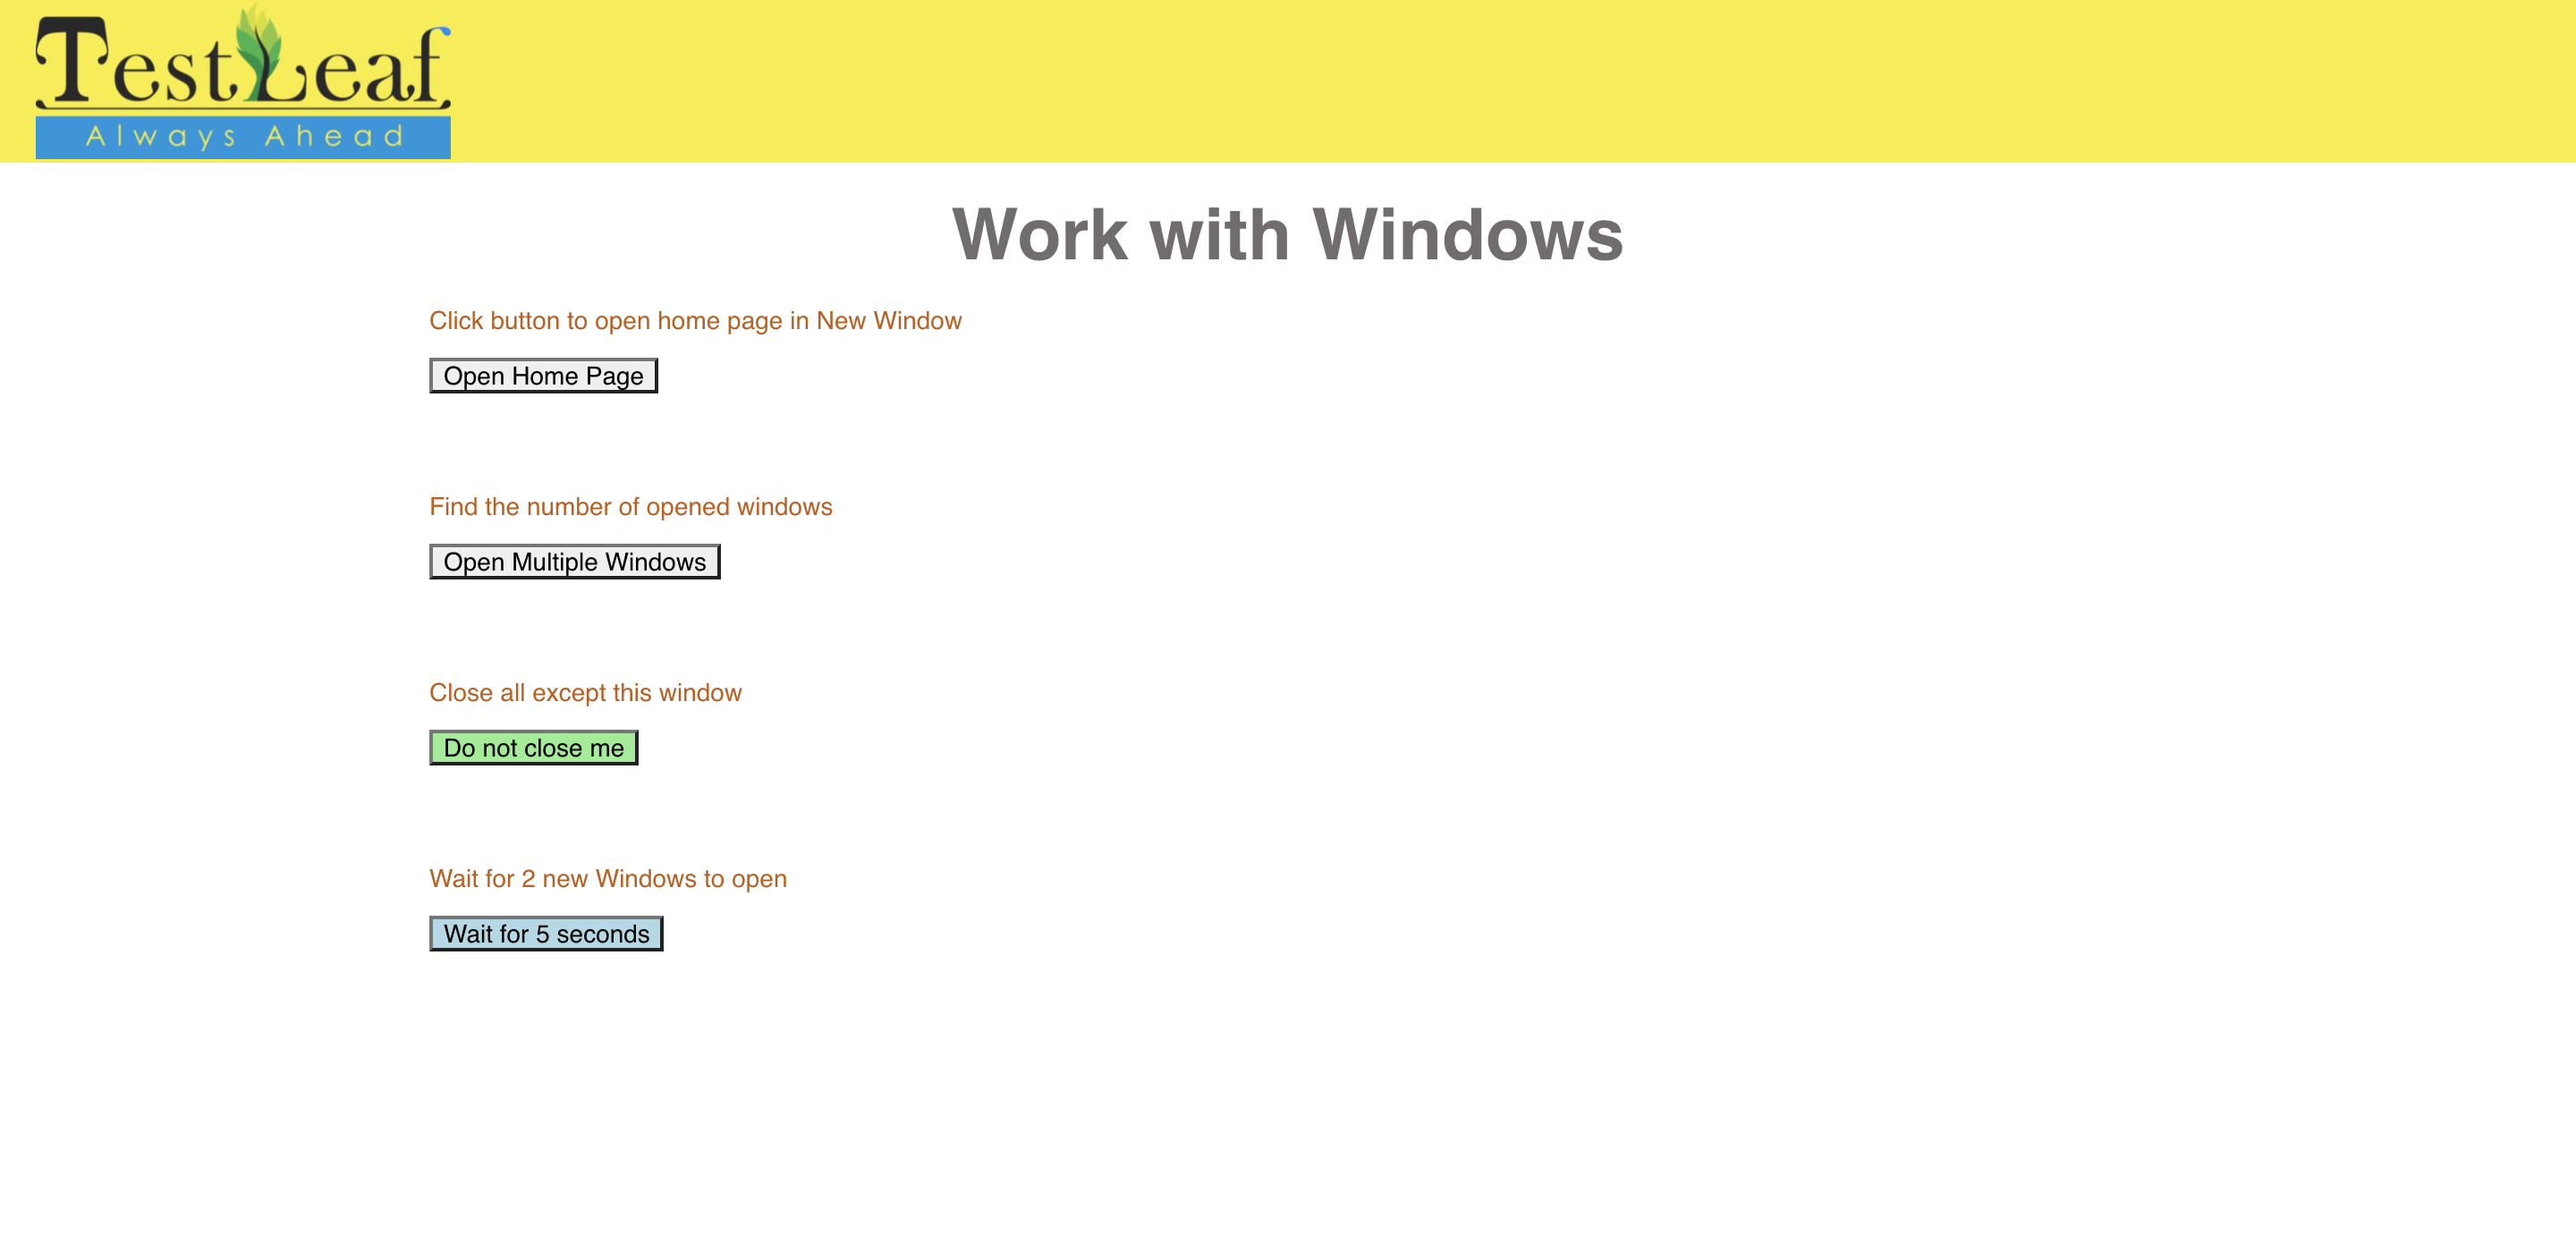 TestLeaf
Always Ahead
Work with Windows
Click button to open home page in New Window
Open Home Page
Find the number of opened windows
Open Multiple Windows
Close all except this window
Do not close me
Wait for 2 new Windows to open
Wait for 5 seconds